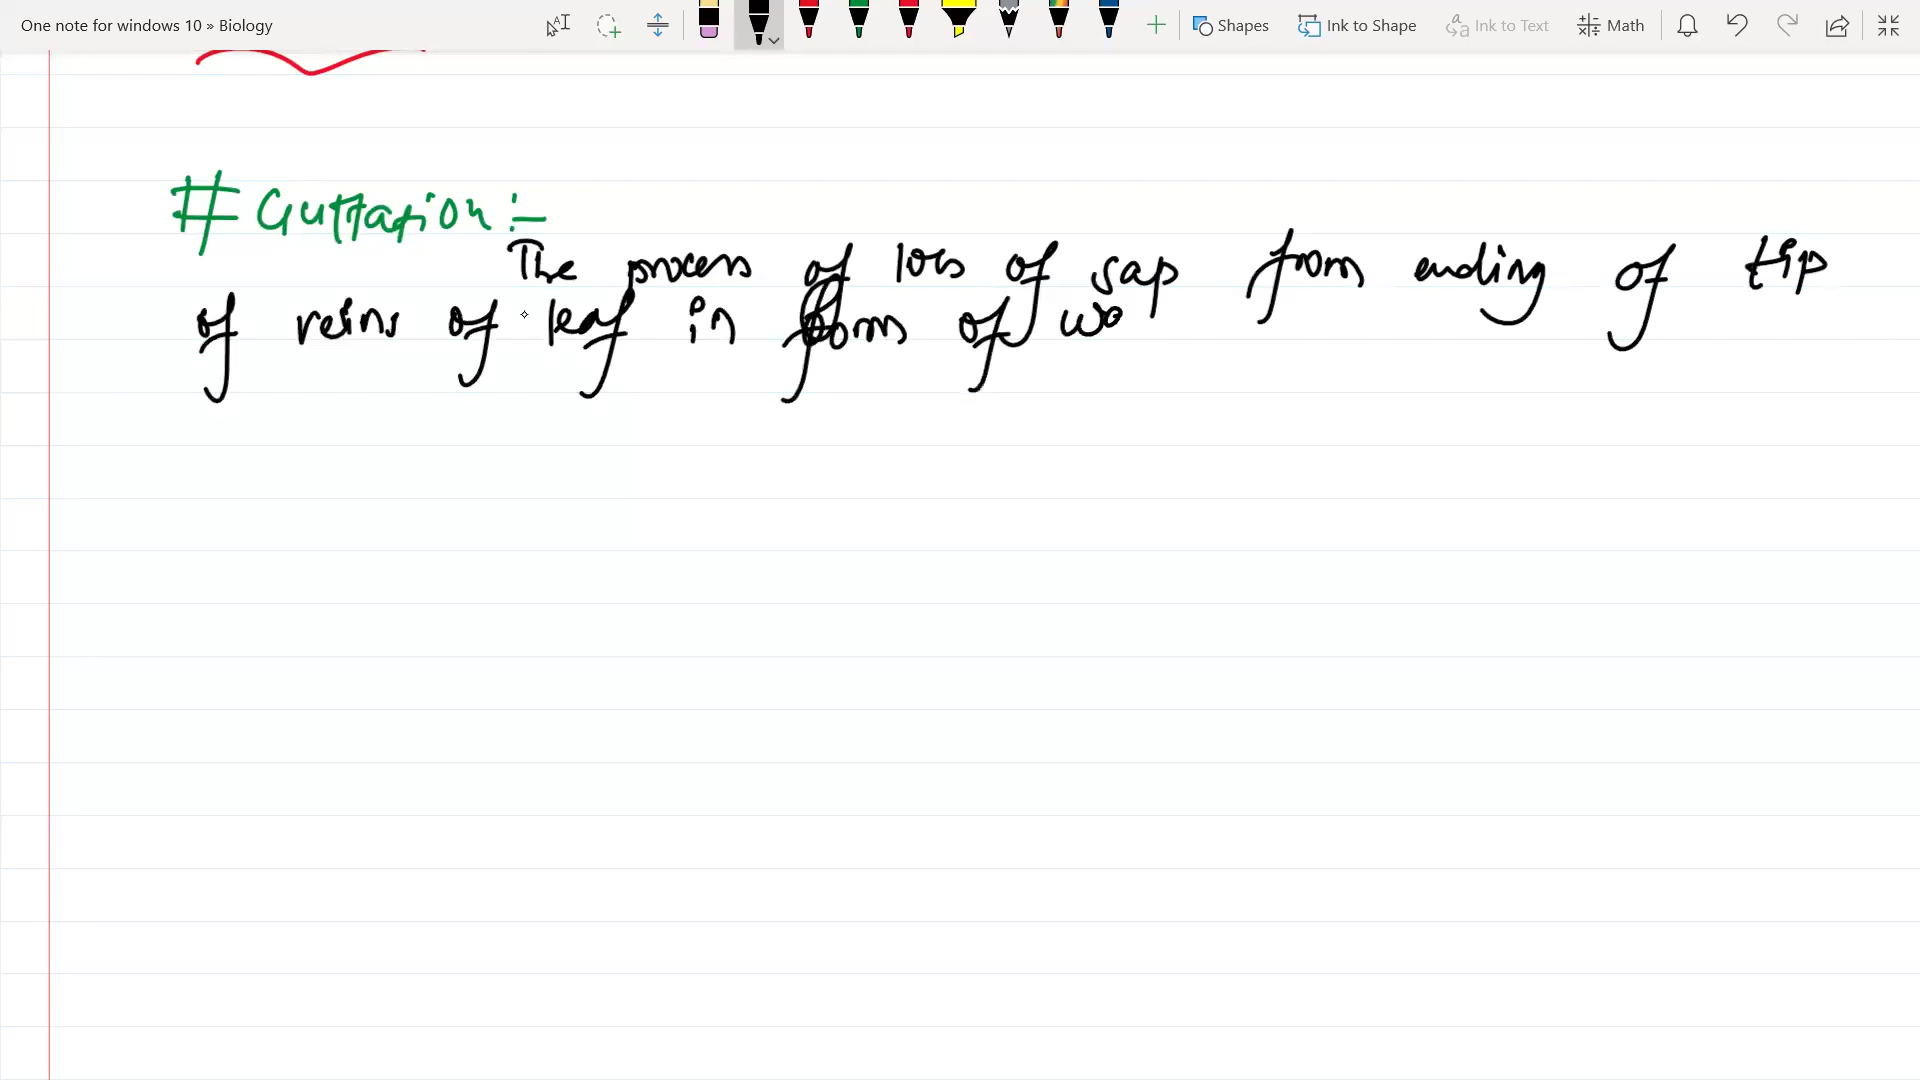 One note for windows 10 » Biology Shapes Ink to Shape Ink to Text Math
# Guttation :-
The process of loss of sap from ending of tip
of veins of leaf in form of wa